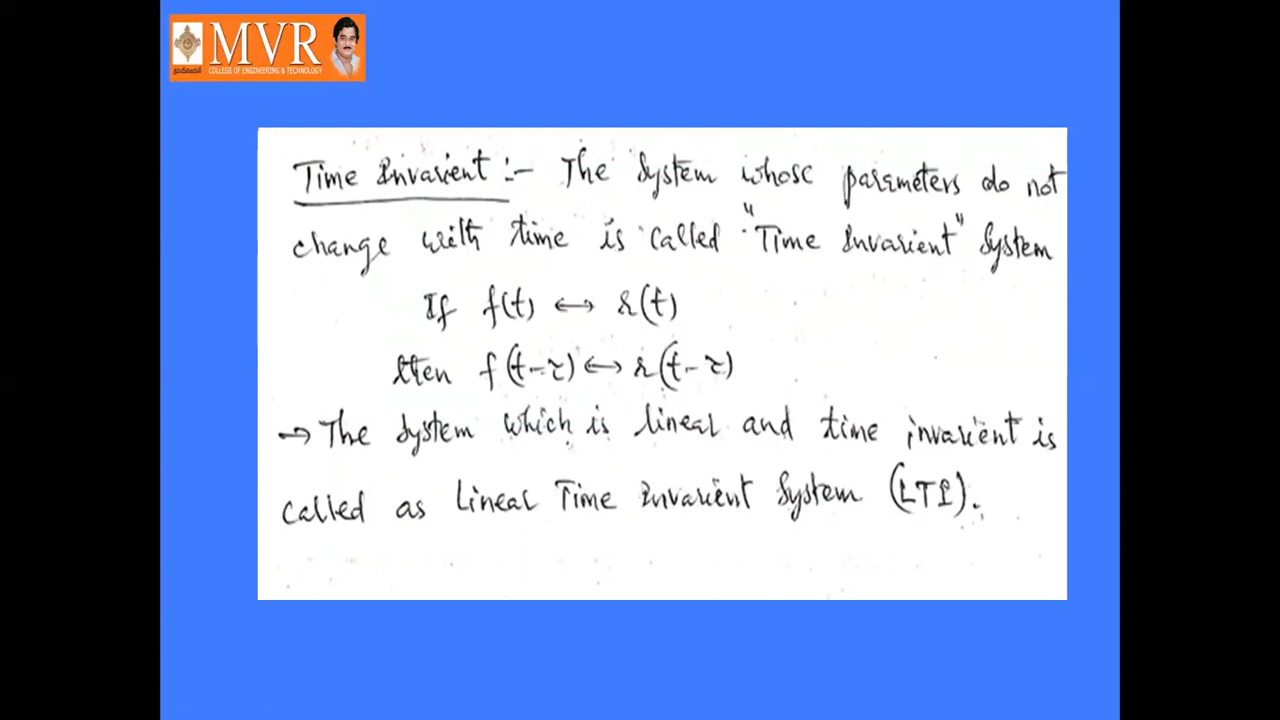 MVR
COLLEGE OF ENGINEERING & TECHNOLOGY
Time Invarient :- The System whose parameters do not
change with time is called "Time Invarient" System
If f(t) ↔ r(t)
then f(t-τ) ↔ r(t-τ)
→ The System which is linear and time invarient is
called as Linear Time Invarient System (LTI).